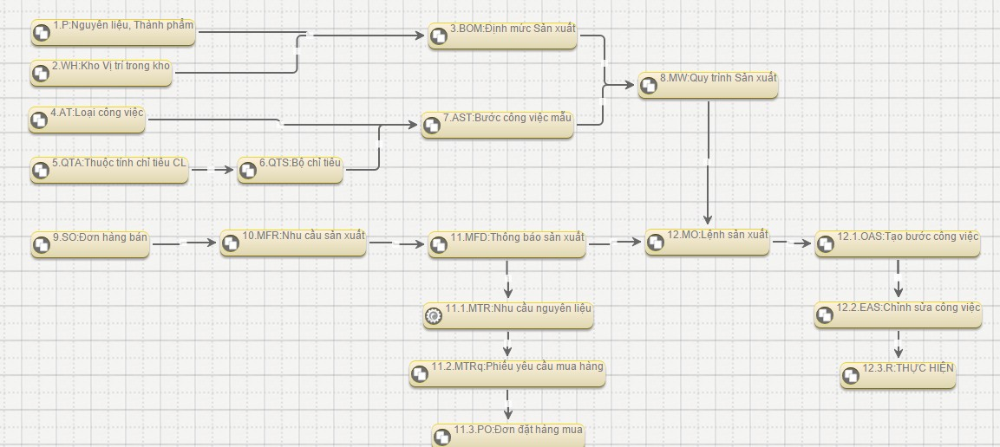 1.P:Nguyên liệu, Thành phẩm
3.BOM:Định mức Sản xuất
2.WH:Kho Vị trí trong kho
8.MW:Quy trình Sản xuất
4.AT:Loại công việc
7.AST:Bước công việc mẫu
5.QTA:Thuộc tính chỉ tiêu CL
6.QTS:Bộ chỉ tiêu
9.SO:Đơn hàng bán
10.MFR:Nhu cầu sản xuất
11.MFD:Thông báo sản xuất
12.MO:Lệnh sản xuất
12.1.OAS:Tạo bước công việc
11.1.MTR:Nhu cầu nguyên liệu
12.2.EAS:Chỉnh sửa công việc
11.2.MTRq:Phiếu yêu cầu mua hàng
12.3.R:THỰC HIỆN
11.3.PO:Đơn đặt hàng mua